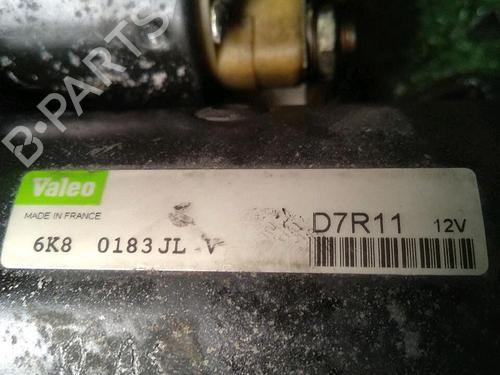 B-PARTS
Valeo
MADE IN FRANCE
D7R11 12V
6K8 0183JL V